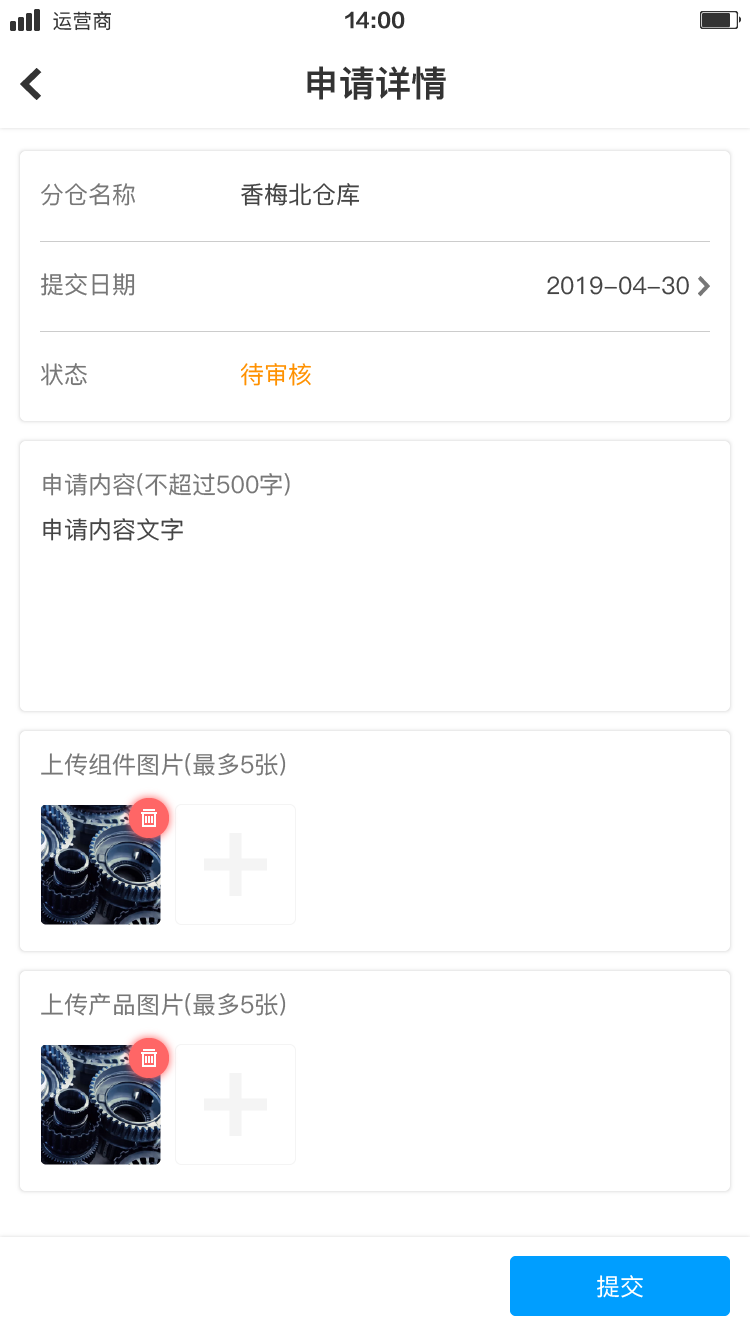 运营商 14:00
申请详情
分仓名称 香梅北仓库
提交日期 2019-04-30
状态 待审核
申请内容(不超过500字)
申请内容文字
上传组件图片(最多5张)
上传产品图片(最多5张)
提交